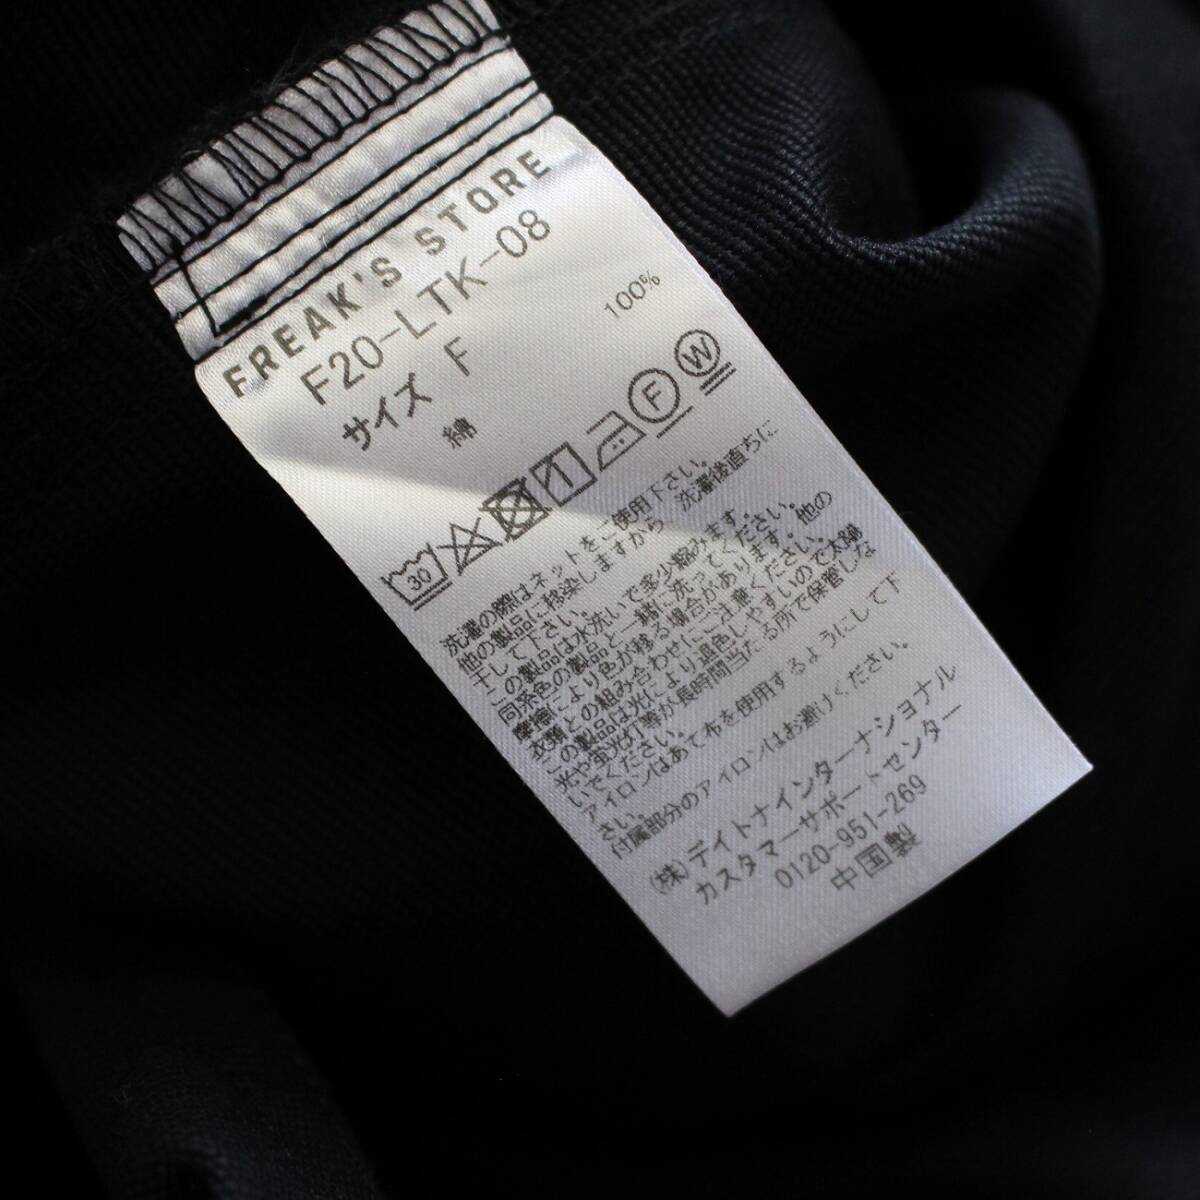 FREAK'S STORE
F20-LTK-08
サイズ F
綿 100%
30 F W
洗濯の際はネットをご使用下さい。
他の製品に移染しますから 洗濯後直ちに
干して下さい。
この製品は水洗いで多少縮みます。
同系色の製品と一緒に洗ってください。
摩擦により色が移る場合があります。他の
衣類との組み合わせにご注意ください。
この製品は光により退色しやすいので太陽
光や蛍光灯等が長時間当たる所で保管しな
いでください。
アイロンはあて布を使用するようにして下
さい。
付属部分のアイロンはお避けください。
(株)デイトナインターナショナル
カスタマーサポートセンター
0120-951-269
中国製